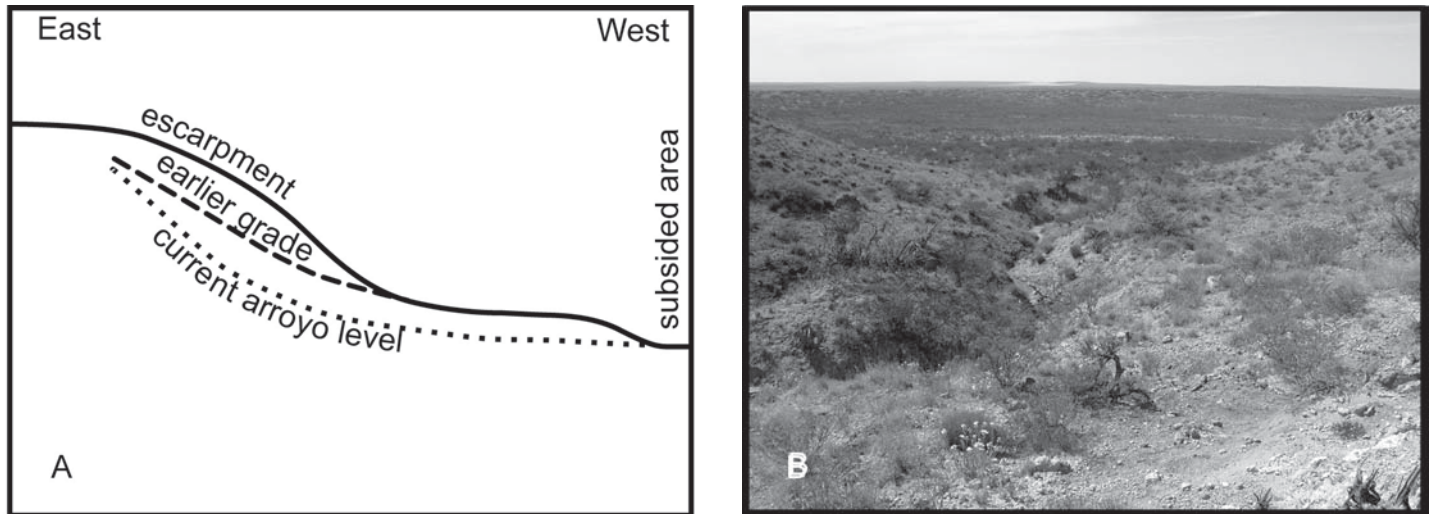 East
West
escarpment
earlier grade
current arroyo level
subsided area
A
B